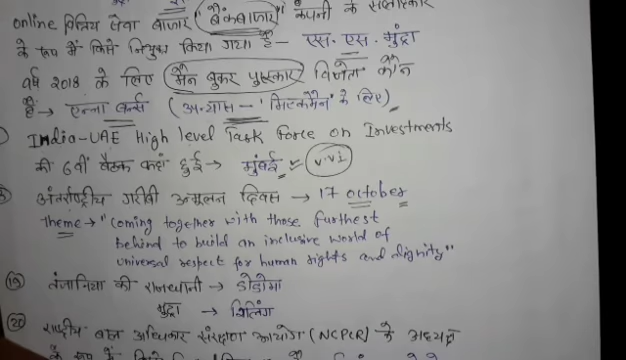 online वित्तिय सेवा बाजार "बैंकबाजार" कंपनी के सलाहकार
के रूप में किसे नियुक्त किया गया है - एस. एस. मुंद्रा
वर्ष 2018 के लिए मैन बुकर पुरस्कार विजेता कौन
है → एन्ना बर्न्स (उपन्यास - 'मिल्कमैन' के लिए)
India-UAE High level Task Force on Investments
की 6वीं बैठक कहां हुई → मुंबई V.V.I
अंतर्राष्ट्रीय गरीबी उन्मूलन दिवस → 17 october
theme → "Coming together with those furthest
behind to build an inclusive world of
universal respect for human rights and dignity"
(19) तंजानिया की राजधानी → डोडोमा
मुद्रा → शिलिंग
(20) राष्ट्रीय बाल अधिकार संरक्षण आयोग (NCPCR) के अध्यक्ष
के रूप में